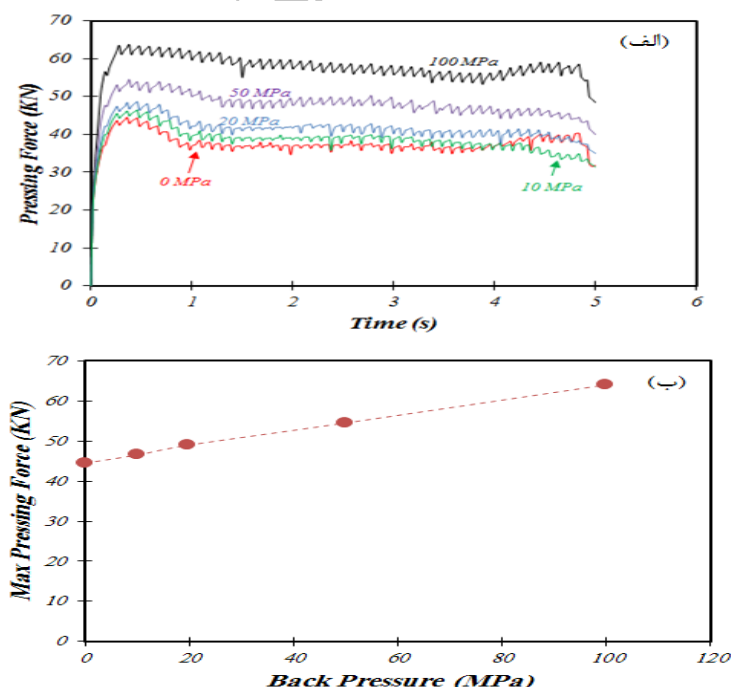 70
(الف)
100 MPa
60
50 MPa
50
20 MPa
40
0 MPa
10 MPa
30
20
10
0
Pressing Force (KN)
0 1 2 3 4 5 6
Time (s)
70
(ب)
60
50
40
30
20
10
0
Max Pressing Force (KN)
0 20 40 60 80 100 120
Back Pressure (MPa)